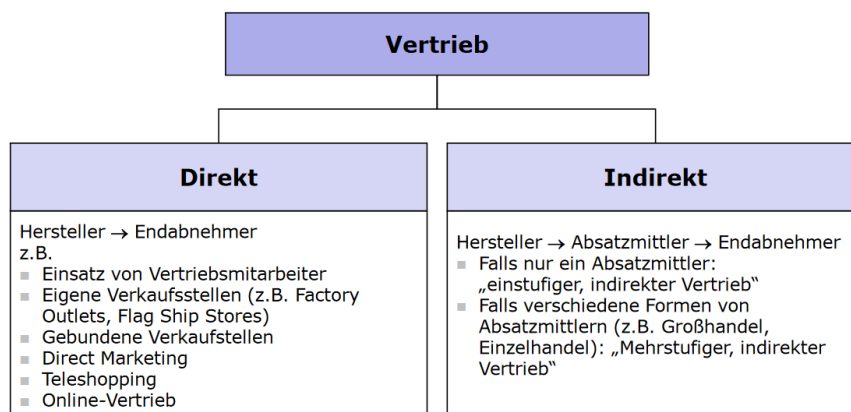 Vertrieb
Direkt
Hersteller → Endabnehmer
z.B.
Einsatz von Vertriebsmitarbeiter
Eigene Verkaufsstellen (z.B. Factory
Outlets, Flag Ship Stores)
Gebundene Verkaufstellen
Direct Marketing
Teleshopping
Online-Vertrieb
Indirekt
Hersteller → Absatzmittler → Endabnehmer
Falls nur ein Absatzmittler:
„einstufiger, indirekter Vertrieb“
Falls verschiedene Formen von
Absatzmittlern (z.B. Großhandel,
Einzelhandel): „Mehrstufiger, indirekter
Vertrieb“